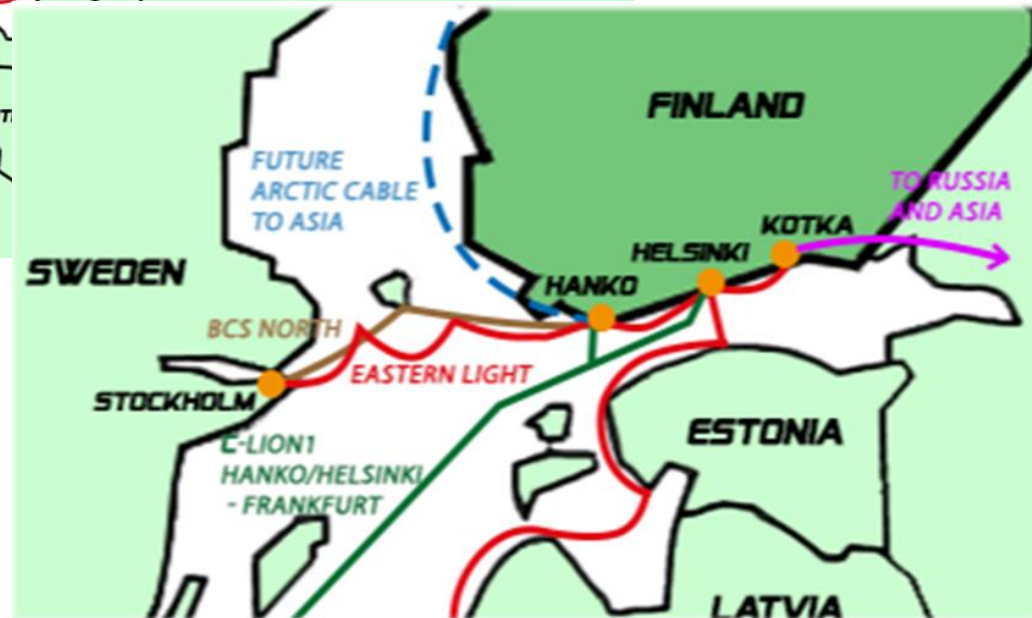 FINLAND
FUTURE
ARCTIC CABLE
TO ASIA
TO RUSSIA
AND ASIA
KOTKA
HELSINKI
SWEDEN
HANKO
BCS NORTH
EASTERN LIGHT
STOCKHOLM
ESTONIA
C-LION1
HANKO/HELSINKI
- FRANKFURT
LATVIA